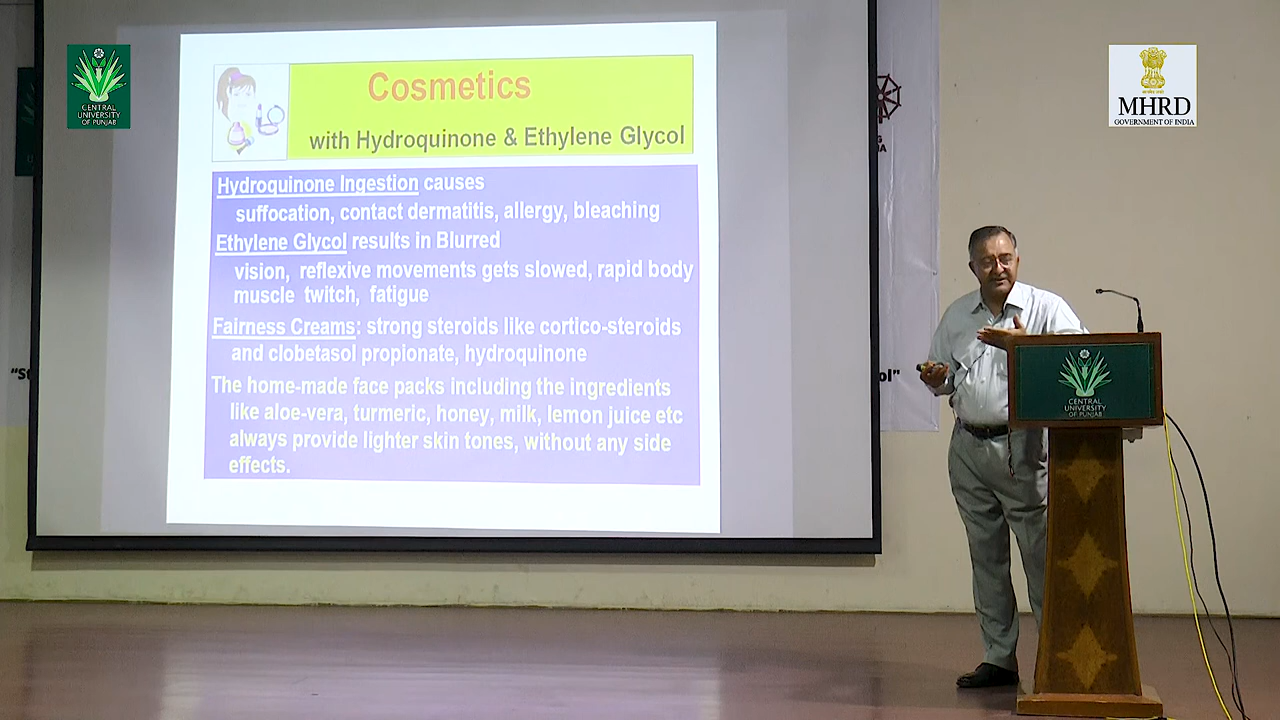 CENTRAL
UNIVERSITY
OF PUNJAB
MHRD
GOVERNMENT OF INDIA
Cosmetics
with Hydroquinone & Ethylene Glycol
Hydroquinone Ingestion causes
suffocation, contact dermatitis, allergy, bleaching
Ethylene Glycol results in Blurred
vision, reflexive movements gets slowed, rapid body
muscle twitch, fatigue
Fairness Creams: strong steroids like cortico-steroids
and clobetasol propionate, hydroquinone
The home-made face packs including the ingredients
like aloe-vera, turmeric, honey, milk, lemon juice etc
always provide lighter skin tones, without any side
effects.
CENTRAL
UNIVERSITY
OF PUNJAB